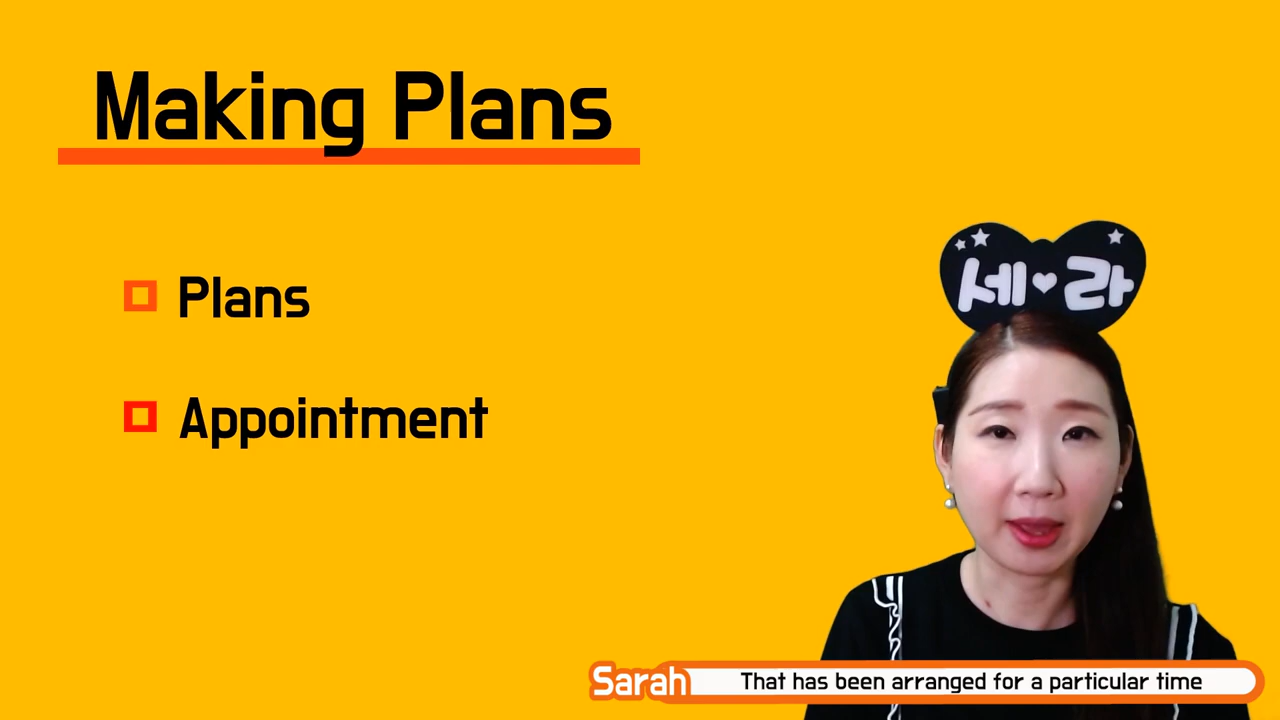 Making Plans
Plans
세♥라
Appointment
Sarah That has been arranged for a particular time